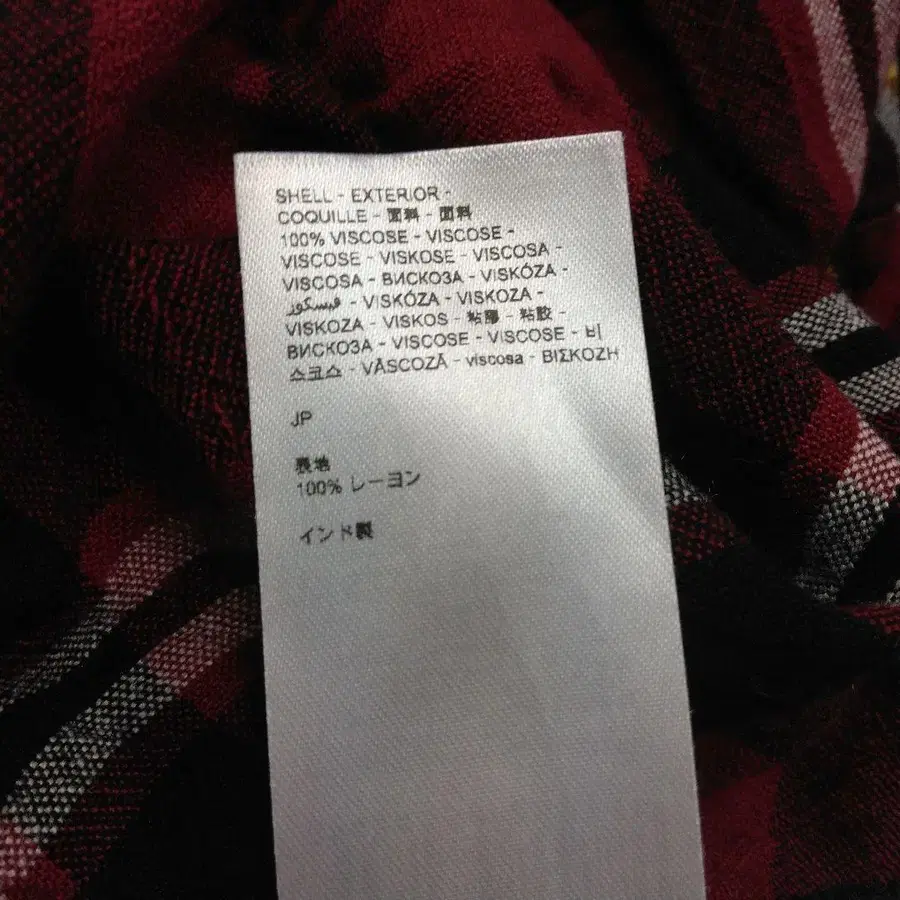 SHELL - EXTERIOR -
COQUILLE - 面料 - 面料
100% VISCOSE - VISCOSE -
VISCOSE - VISKOSE - VISCOSA -
VISCOSA - ВИСКОЗА - VISKÓZA -
فيسكوز - VISKÓZA - VISKOZA -
VISKOZA - VISKOS - 粘膠 - 粘胶 -
ВИСКОЗА - VISCOSE - VISCOSE - 비
스코스 - VÂSCOZĂ - viscosa - ΒΙΣΚΟΖΗ
JP
表地
100% レーヨン
インド製